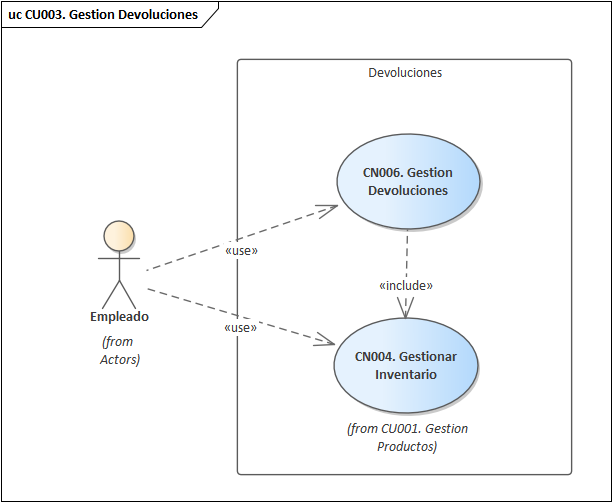 uc CU003. Gestion Devoluciones
Devoluciones
CN006. Gestion
Devoluciones
«use»
«include»
Empleado
(from
Actors)
«use»
CN004. Gestionar
Inventario
(from CU001. Gestion
Productos)